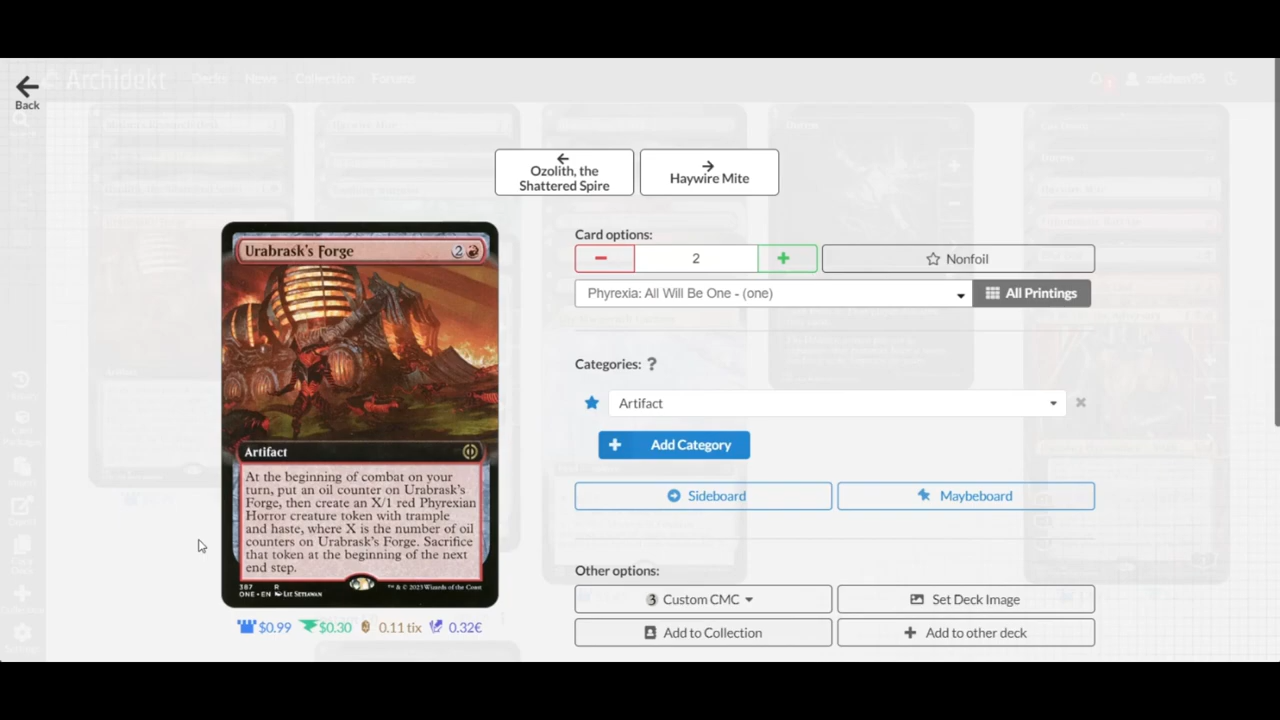 Archidekt
Decks
News
Collection
Forums
Back
Ozolith, the
Shattered Spire
Haywire Mite
Urabrask's Forge
2
Artifact
At the beginning of combat on your
turn, put an oil counter on Urabrask's
Forge, then create an X/1 red Phyrexian
Horror creature token with trample
and haste, where X is the number of oil
counters on Urabrask's Forge. Sacrifice
that token at the beginning of the next
end step.
387 R
ONE • EN Lie Setiawan
™ & © 2023 Wizards of the Coast
$0.99 $0.30 0.11 tix 0.32€
Card options:
2
Nonfoil
Phyrexia: All Will Be One - (one)
All Printings
Categories: ?
Artifact
Add Category
Sideboard
Maybeboard
Other options:
3 Custom CMC
Set Deck Image
Add to Collection
Add to other deck